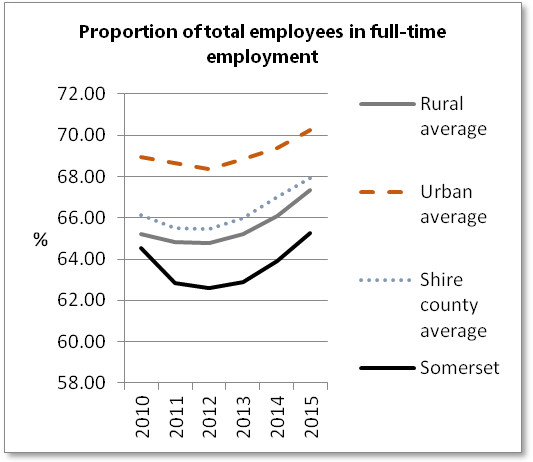 Proportion of total employees in full-time
employment
72.00
70.00
68.00
66.00
64.00
62.00
60.00
58.00
%
2010
2011
2012
2013
2014
2015
Rural
average
Urban
average
Shire
county
average
Somerset